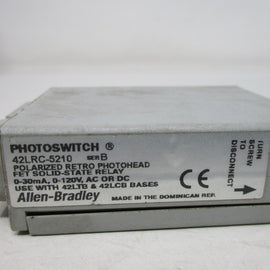 PHOTOSWITCH ®
42LRC-5210 SER B
POLARIZED RETRO PHOTOHEAD
FET SOLID-STATE RELAY
0-30mA, 0-120V, AC OR DC
USE WITH 42LTB & 42LCB BASES
Allen-Bradley
MADE IN THE DOMINICAN REP.
CE
TURN
SCREW
TO
DISCONNECT